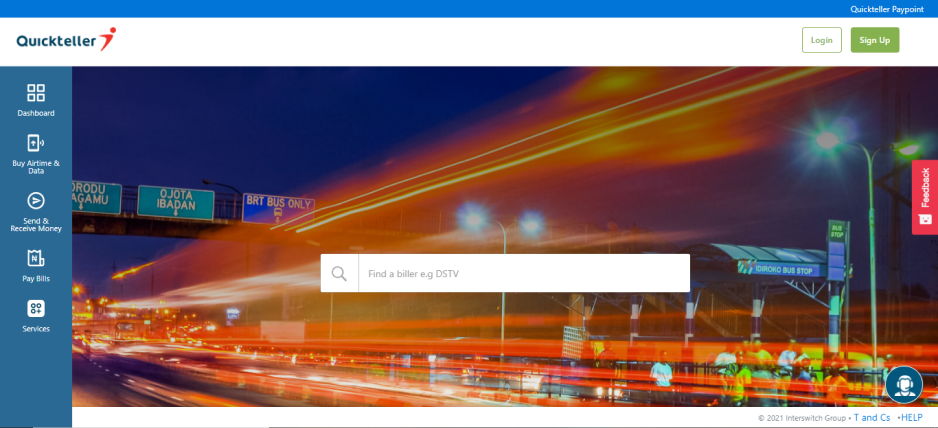 Quickteller Paypoint
Quickteller
Login
Sign Up
Dashboard
Buy Airtime &
Data
Send &
Receive Money
Pay Bills
Services
RORODU
AGAMU
OJOTA
IBADAN
BRT BUS ONLY
BUS
STOP
IDIROKO BUS STOP
Find a biller e.g DSTV
Feedback
© 2021 Interswitch Group • T and Cs •HELP